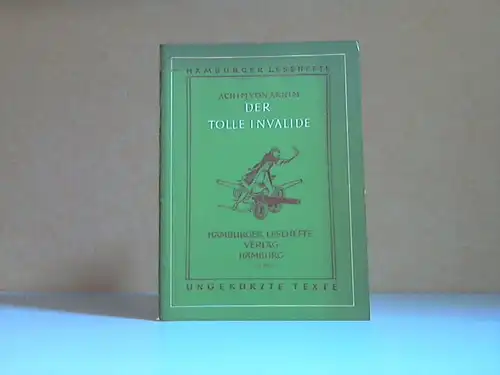 HAMBURGER LESEHEFTE
ACHIM VON ARNIM
DER
TOLLE INVALIDE
HAMBURGER LESEHEFTE
VERLAG
HAMBURG
UNGEKÜRZTE TEXTE